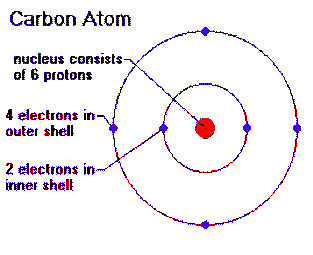 Carbon Atom
nucleus consists
of 6 protons
4 electrons in
outer shell
2 electrons in
inner shell